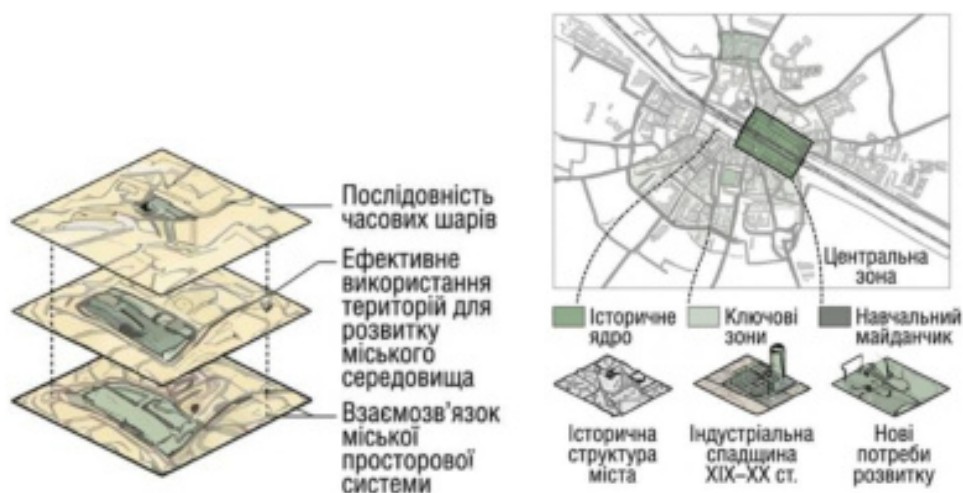 Послідовність
часових шарів
Ефективне
використання
територій для
розвитку
міського
середовища
Взаємозв'язок
міської
просторової
системи
Центральна
зона
Історичне
ядро
Ключові
зони
Навчальний
майданчик
Історична
структура
міста
Індустріальна
спадщина
XIX–XX ст.
Нові
потреби
розвитку